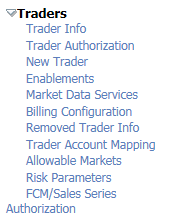 Traders
Trader Info
Trader Authorization
New Trader
Enablements
Market Data Services
Billing Configuration
Removed Trader Info
Trader Account Mapping
Allowable Markets
Risk Parameters
FCM/Sales Series
Authorization